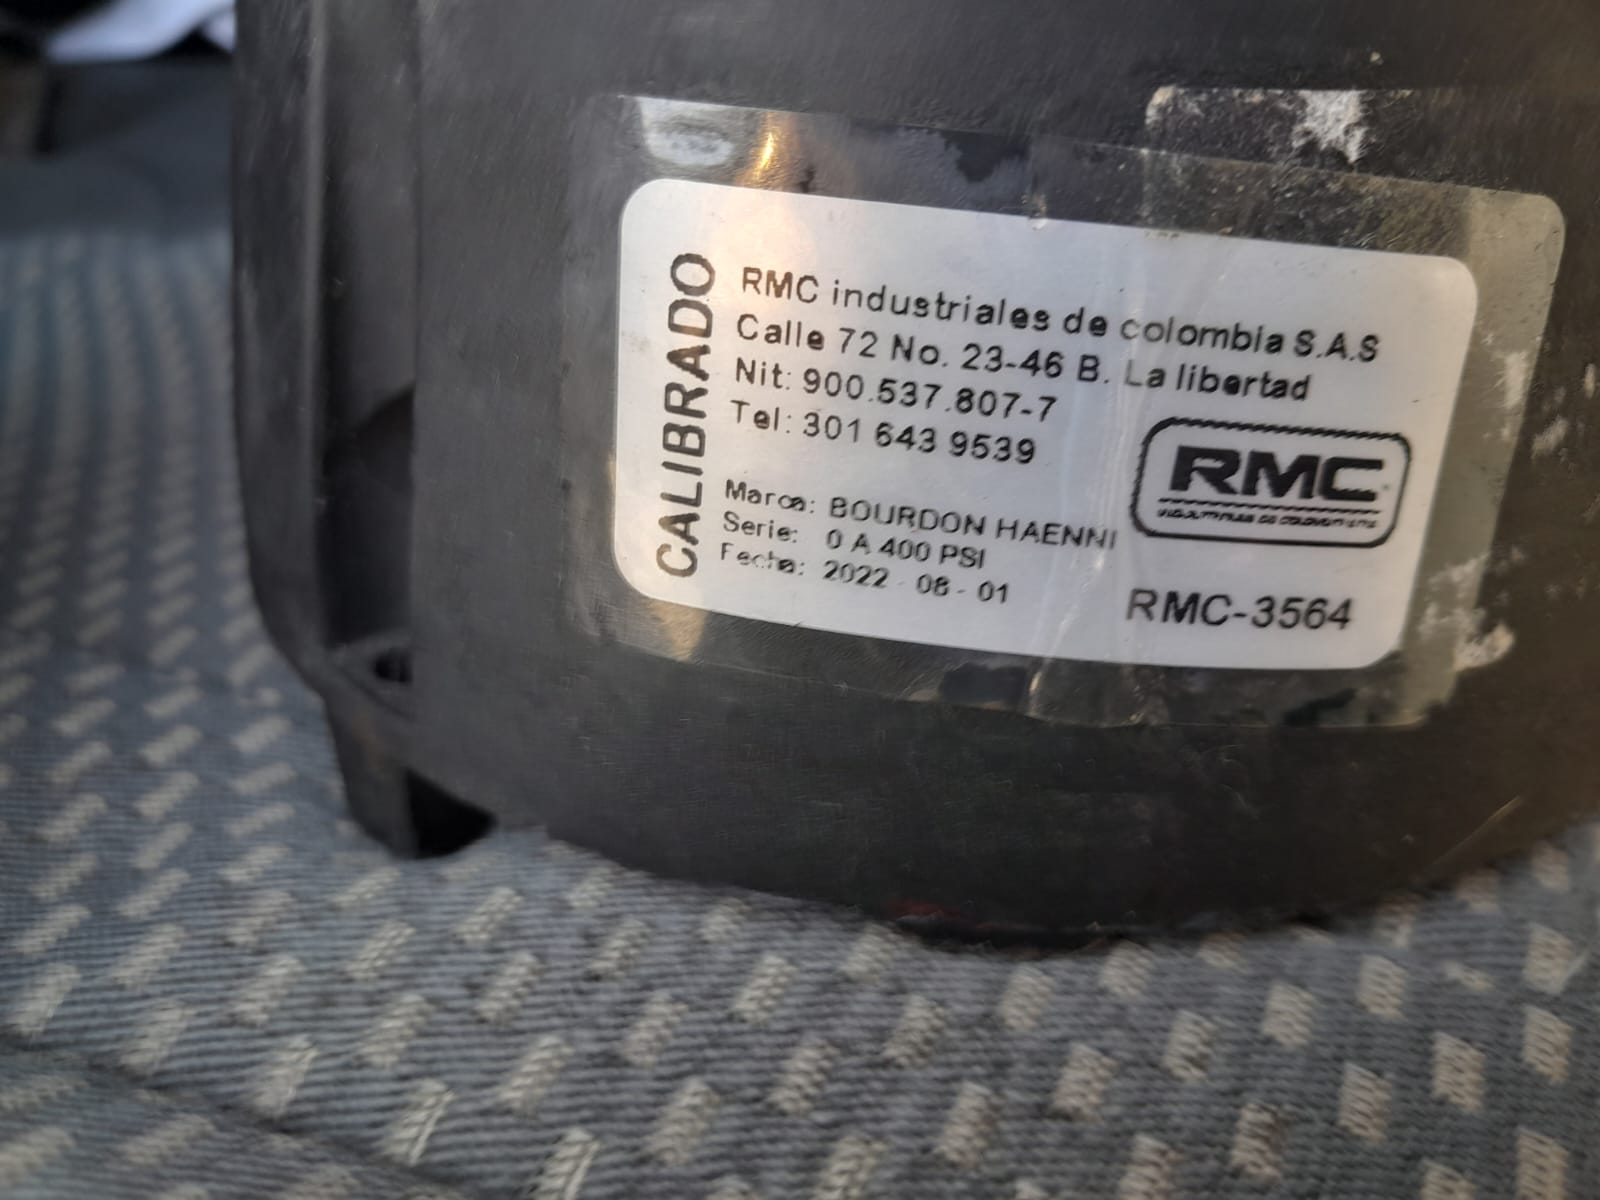 CALIBRADO
RMC industriales de colombia S.A.S
Calle 72 No. 23-46 B. La libertad
Nit: 900.537.807-7
Tel: 301 643 9539
RMC
Marca: BOURDON HAENNI
Serie: 0 A 400 PSI
Fecha: 2022 - 08 - 01
RMC-3564